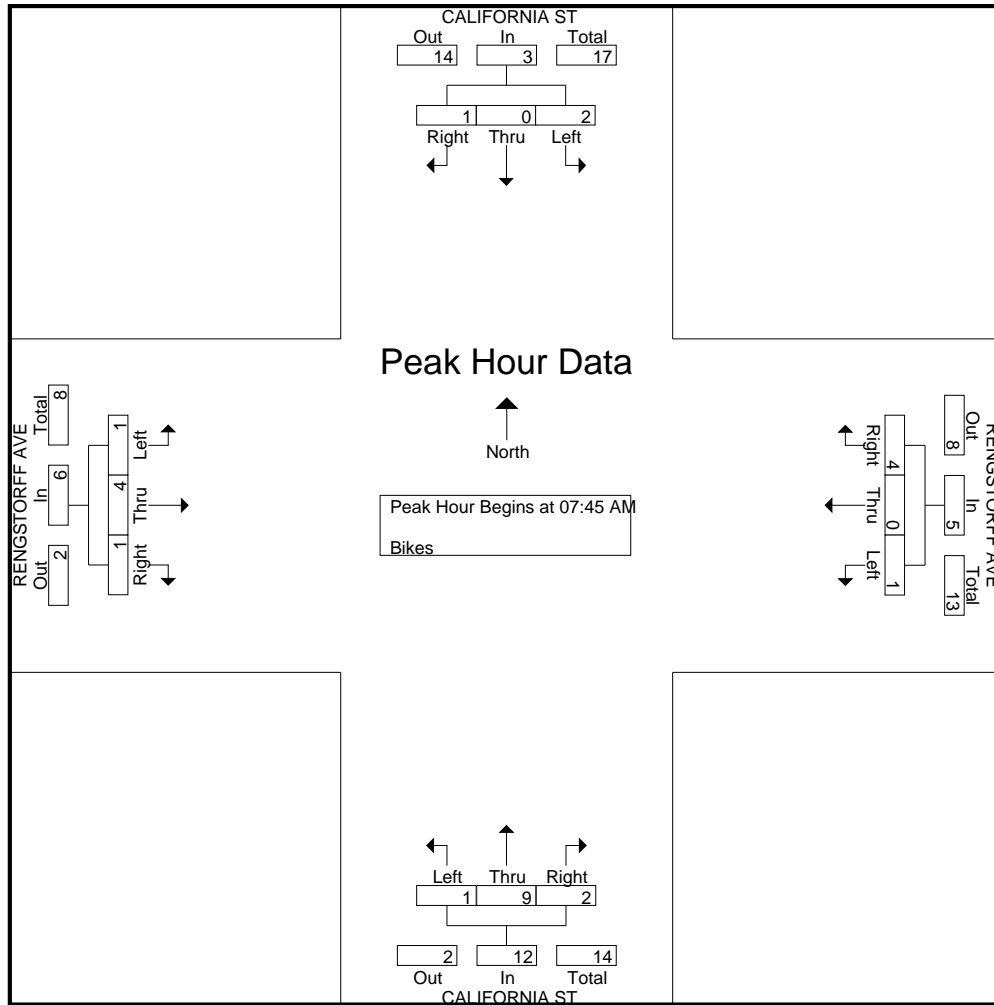 CALIFORNIA ST
Out In Total
14 3 17
1 0 2
Right Thru Left
Peak Hour Data
North
Peak Hour Begins at 07:45 AM
Bikes
RENGSTORFF AVE
Total In Out
8 6 2
1 4 1
Left Thru Right
RENGSTORFF AVE
Out In Total
8 5 13
4 0 1
Right Thru Left
Left Thru Right
1 9 2
2 12 14
Out In Total
CALIFORNIA ST